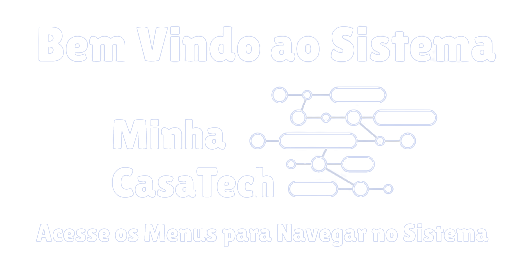 Bem Vindo ao Sistema
Minha
CasaTech
Acesse os Menus para Navegar no Sistema